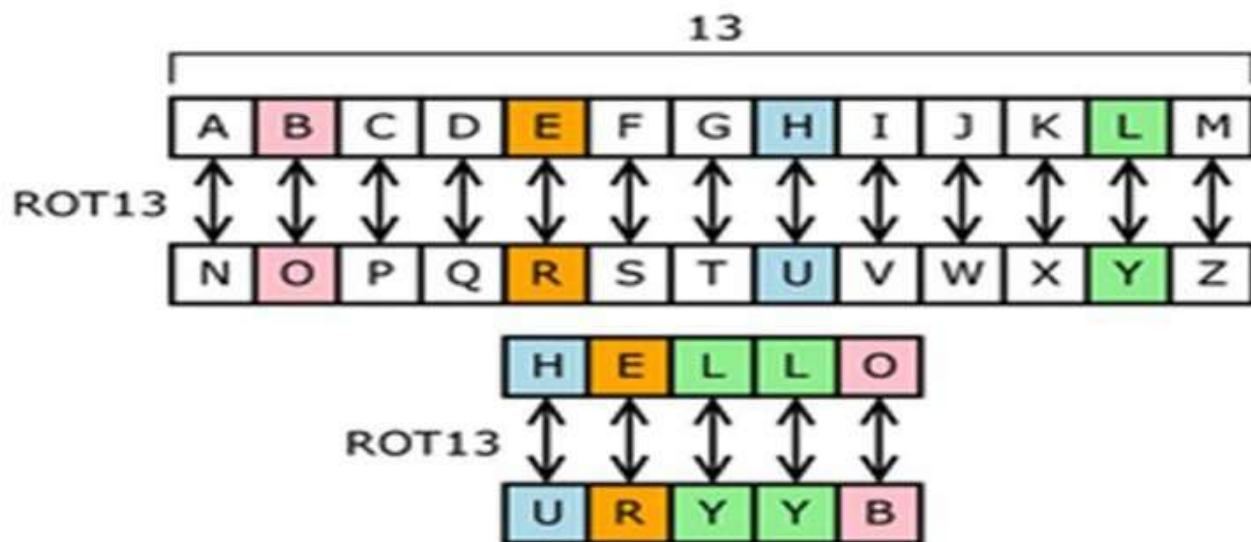 13
A B C D E F G H I J K L M
ROT13
N O P Q R S T U V W X Y Z
H E L L O
ROT13
U R Y Y B